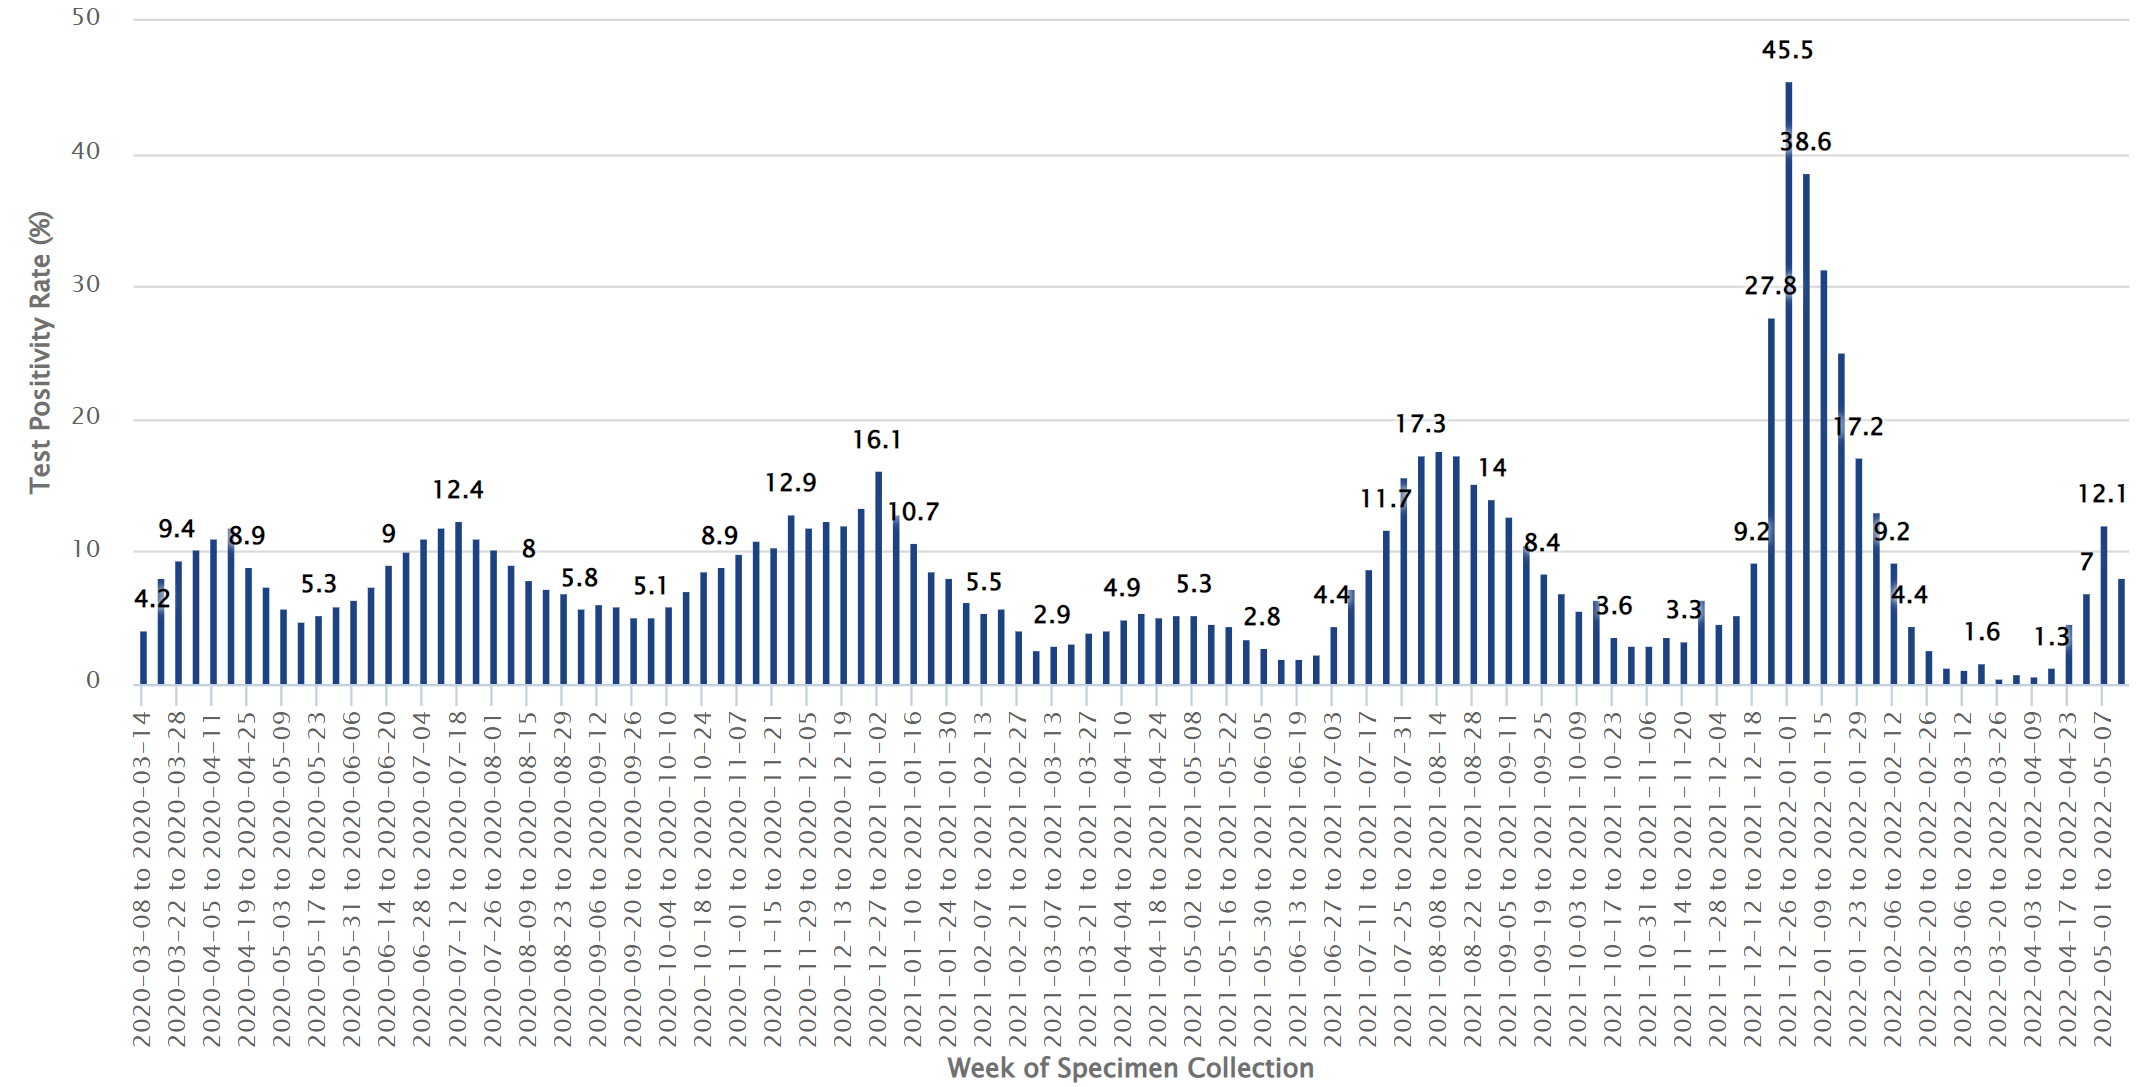 50
40
30
20
10
0
Test Positivity Rate (%)
4.2
9.4
8.9
5.3
9
12.4
8
5.8
5.1
8.9
12.9
16.1
10.7
5.5
2.9
4.9
5.3
2.8
4.4
11.7
17.3
14
8.4
3.6
3.3
9.2
27.8
45.5
38.6
17.2
9.2
4.4
1.6
1.3
7
12.1
2020-03-08 to 2020-03-14
2020-03-22 to 2020-03-28
2020-04-05 to 2020-04-11
2020-04-19 to 2020-04-25
2020-05-03 to 2020-05-09
2020-05-17 to 2020-05-23
2020-05-31 to 2020-06-06
2020-06-14 to 2020-06-20
2020-06-28 to 2020-07-04
2020-07-12 to 2020-07-18
2020-07-26 to 2020-08-01
2020-08-09 to 2020-08-15
2020-08-23 to 2020-08-29
2020-09-06 to 2020-09-12
2020-09-20 to 2020-09-26
2020-10-04 to 2020-10-10
2020-10-18 to 2020-10-24
2020-11-01 to 2020-11-07
2020-11-15 to 2020-11-21
2020-11-29 to 2020-12-05
2020-12-13 to 2020-12-19
2020-12-27 to 2021-01-02
2021-01-10 to 2021-01-16
2021-01-24 to 2021-01-30
2021-02-07 to 2021-02-13
2021-02-21 to 2021-02-27
2021-03-07 to 2021-03-13
2021-03-21 to 2021-03-27
2021-04-04 to 2021-04-10
2021-04-18 to 2021-04-24
2021-05-02 to 2021-05-08
2021-05-16 to 2021-05-22
2021-05-30 to 2021-06-05
2021-06-13 to 2021-06-19
2021-06-27 to 2021-07-03
2021-07-11 to 2021-07-17
2021-07-25 to 2021-07-31
2021-08-08 to 2021-08-14
2021-08-22 to 2021-08-28
2021-09-05 to 2021-09-11
2021-09-19 to 2021-09-25
2021-10-03 to 2021-10-09
2021-10-17 to 2021-10-23
2021-10-31 to 2021-11-06
2021-11-14 to 2021-11-20
2021-11-28 to 2021-12-04
2021-12-12 to 2021-12-18
2021-12-26 to 2022-01-01
2022-01-09 to 2022-01-15
2022-01-23 to 2022-01-29
2022-02-06 to 2022-02-12
2022-02-20 to 2022-02-26
2022-03-06 to 2022-03-12
2022-03-20 to 2022-03-26
2022-04-03 to 2022-04-09
2022-04-17 to 2022-04-23
2022-05-01 to 2022-05-07
Week of Specimen Collection